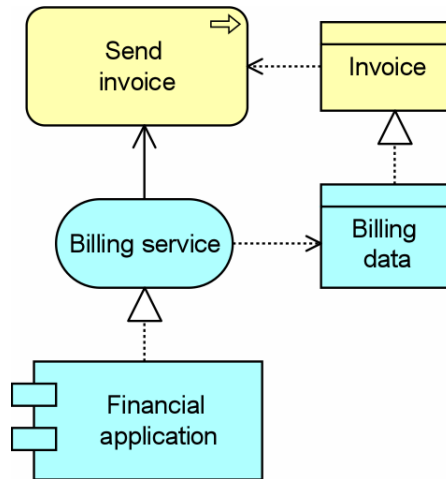 Send
invoice
Invoice
Billing service
Billing
data
Financial
application